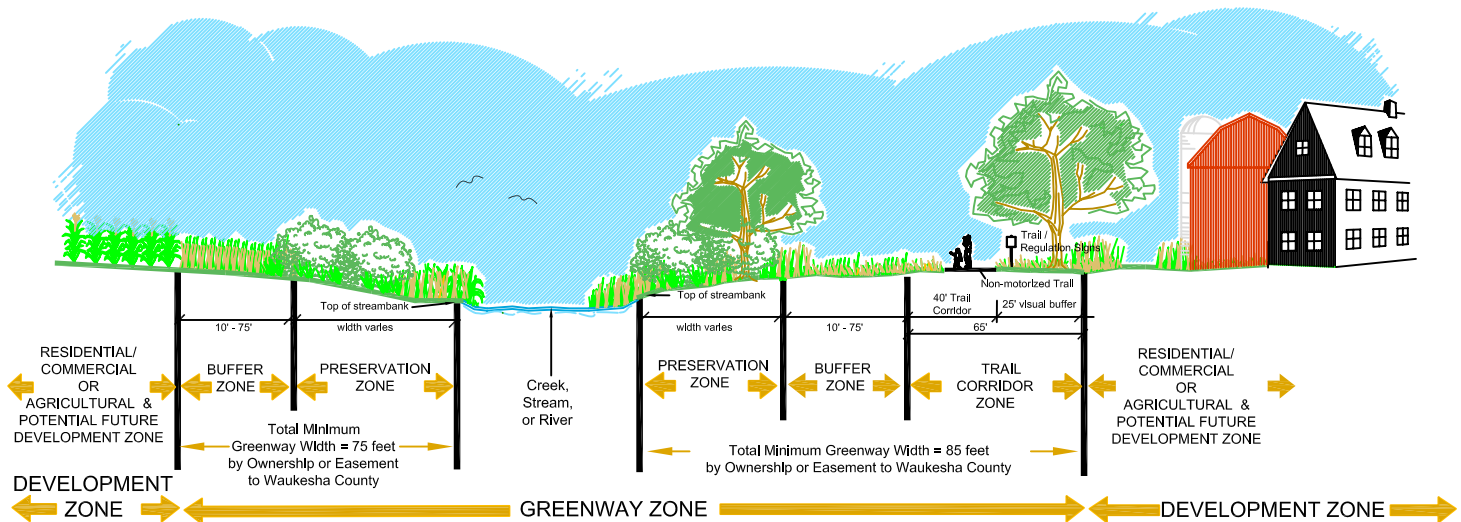 Trail /
Regulation Signs
Non-motorized Trail
Top of streambank
Top of streambank
40' Trail
Corridor
25' visual buffer
10' - 75'
width varies
width varies
10' - 75'
65'
RESIDENTIAL/
COMMERCIAL
OR
AGRICULTURAL &
POTENTIAL FUTURE
DEVELOPMENT ZONE
BUFFER
ZONE
PRESERVATION
ZONE
Creek,
Stream,
or River
PRESERVATION
ZONE
BUFFER
ZONE
TRAIL
CORRIDOR
ZONE
RESIDENTIAL/
COMMERCIAL
OR
AGRICULTURAL &
POTENTIAL FUTURE
DEVELOPMENT ZONE
Total Minimum
Greenway Width = 75 feet
by Ownership or Easement
to Waukesha County
Total Minimum Greenway Width = 85 feet
by Ownership or Easement to Waukesha County
DEVELOPMENT
ZONE
GREENWAY ZONE
DEVELOPMENT ZONE